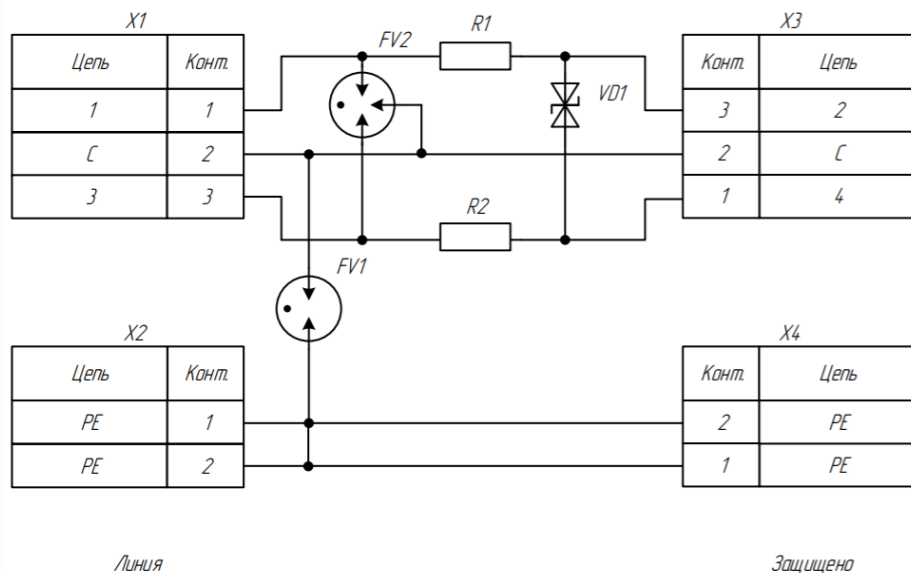 X1
Цепь Конт.
1 1
С 2
3 3
FV2
R1
VD1
R2
FV1
X3
Конт. Цепь
3 2
2 С
1 4
X2
Цепь Конт.
PE 1
PE 2
X4
Конт. Цепь
2 PE
1 PE
Линия
Защищено